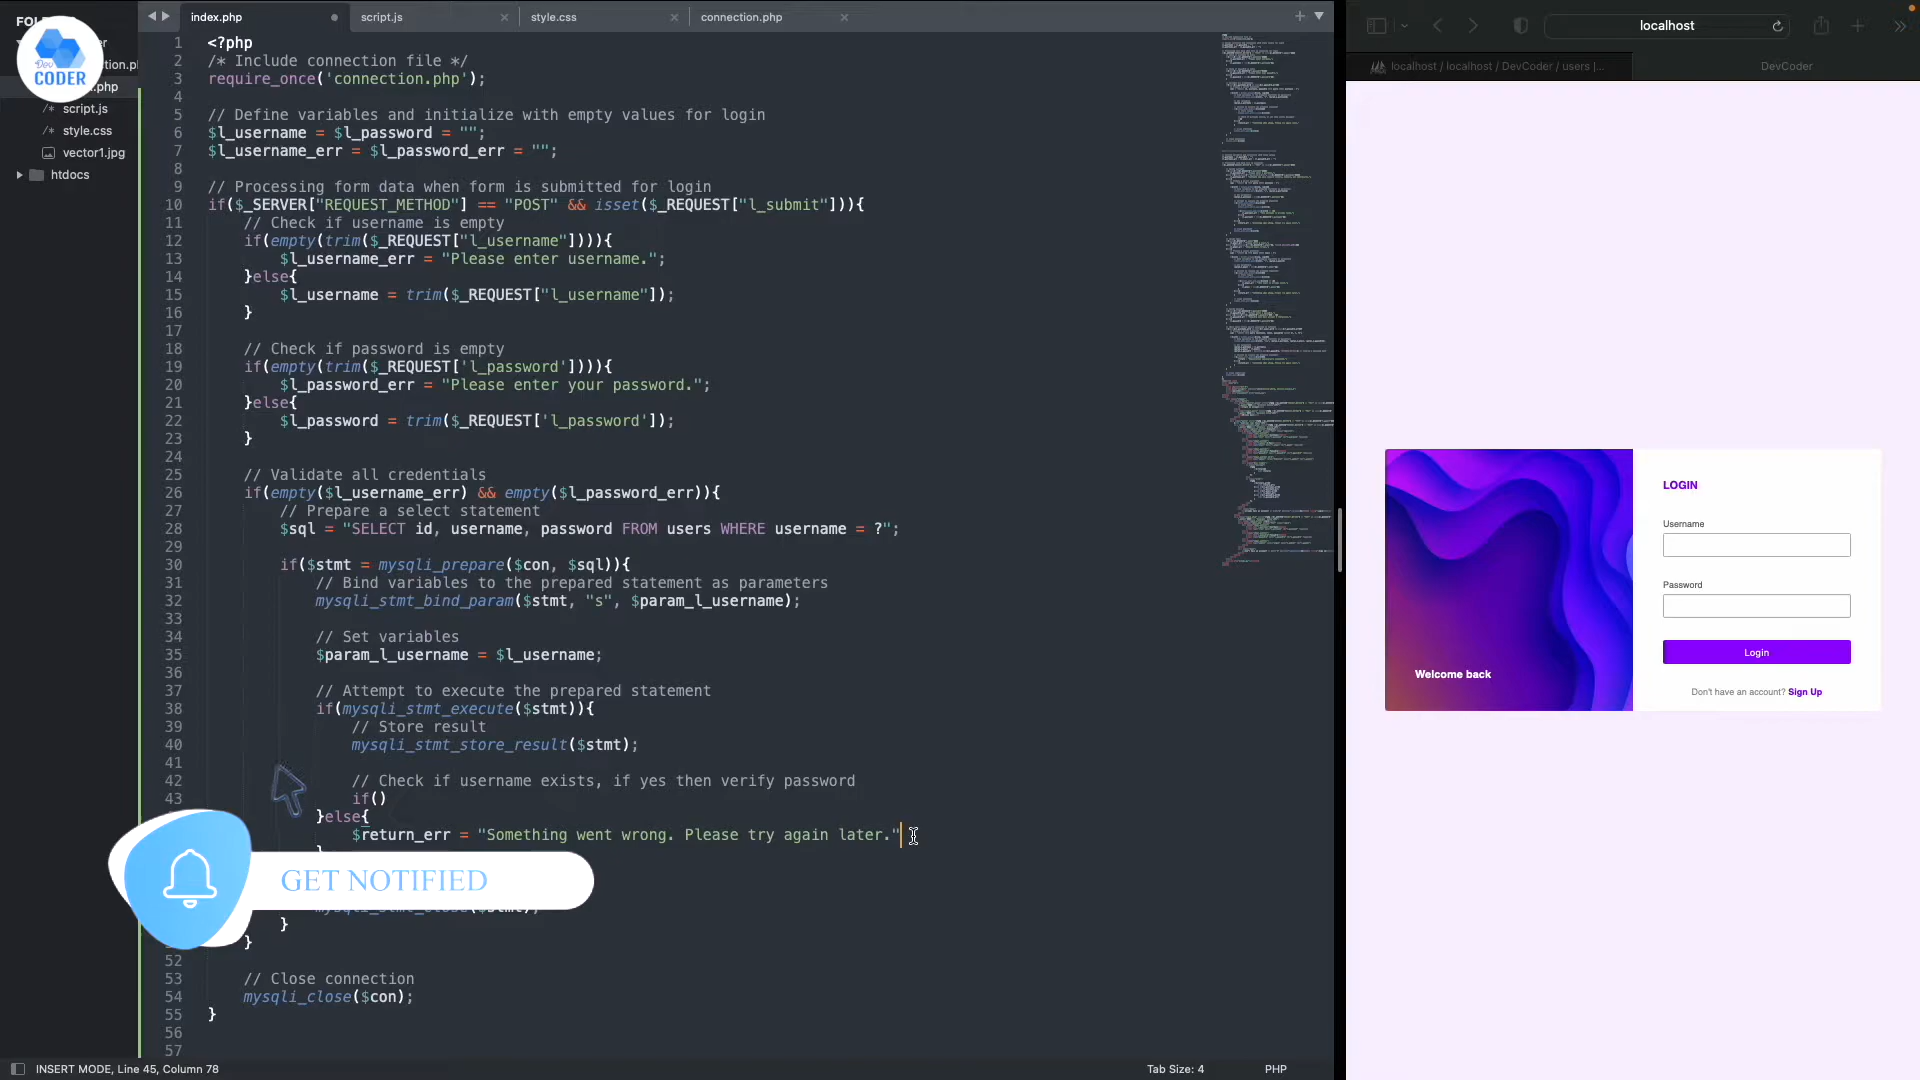 FOL
Dev
CODER
er
on.ph
.php
/* script.js
/* style.css
vector1.jpg
htdocs
index.php
script.js
style.css
connection.php
1 <?php
2 /* Include connection file */
3 require_once('connection.php');
4
5 // Define variables and initialize with empty values for login
6 $l_username = $l_password = "";
7 $l_username_err = $l_password_err = "";
8
9 // Processing form data when form is submitted for login
10 if($_SERVER["REQUEST_METHOD"] == "POST" && isset($_REQUEST["l_submit"])){
11 // Check if username is empty
12 if(empty(trim($_REQUEST["l_username"]))){
13 $l_username_err = "Please enter username.";
14 }else{
15 $l_username = trim($_REQUEST["l_username"]);
16 }
17
18 // Check if password is empty
19 if(empty(trim($_REQUEST['l_password']))){
20 $l_password_err = "Please enter your password.";
21 }else{
22 $l_password = trim($_REQUEST['l_password']);
23 }
24
25 // Validate all credentials
26 if(empty($l_username_err) && empty($l_password_err)){
27 // Prepare a select statement
28 $sql = "SELECT id, username, password FROM users WHERE username = ?";
29
30 if($stmt = mysqli_prepare($con, $sql)){
31 // Bind variables to the prepared statement as parameters
32 mysqli_stmt_bind_param($stmt, "s", $param_l_username);
33
34 // Set variables
35 $param_l_username = $l_username;
36
37 // Attempt to execute the prepared statement
38 if(mysqli_stmt_execute($stmt)){
39 // Store result
40 mysqli_stmt_store_result($stmt);
41
42 // Check if username exists, if yes then verify password
43 if()
}else{
$return_err = "Something went wrong. Please try again later."
GET NOTIFIED
mysqli_stmt_close($stmt);
}
}
52
53 // Close connection
54 mysqli_close($con);
55 }
56
57
INSERT MODE, Line 45, Column 78
Tab Size: 4
PHP
localhost
localhost / localhost / DevCoder / users |...
DevCoder
LOGIN
Username
Password
Login
Welcome back
Don't have an account? Sign Up